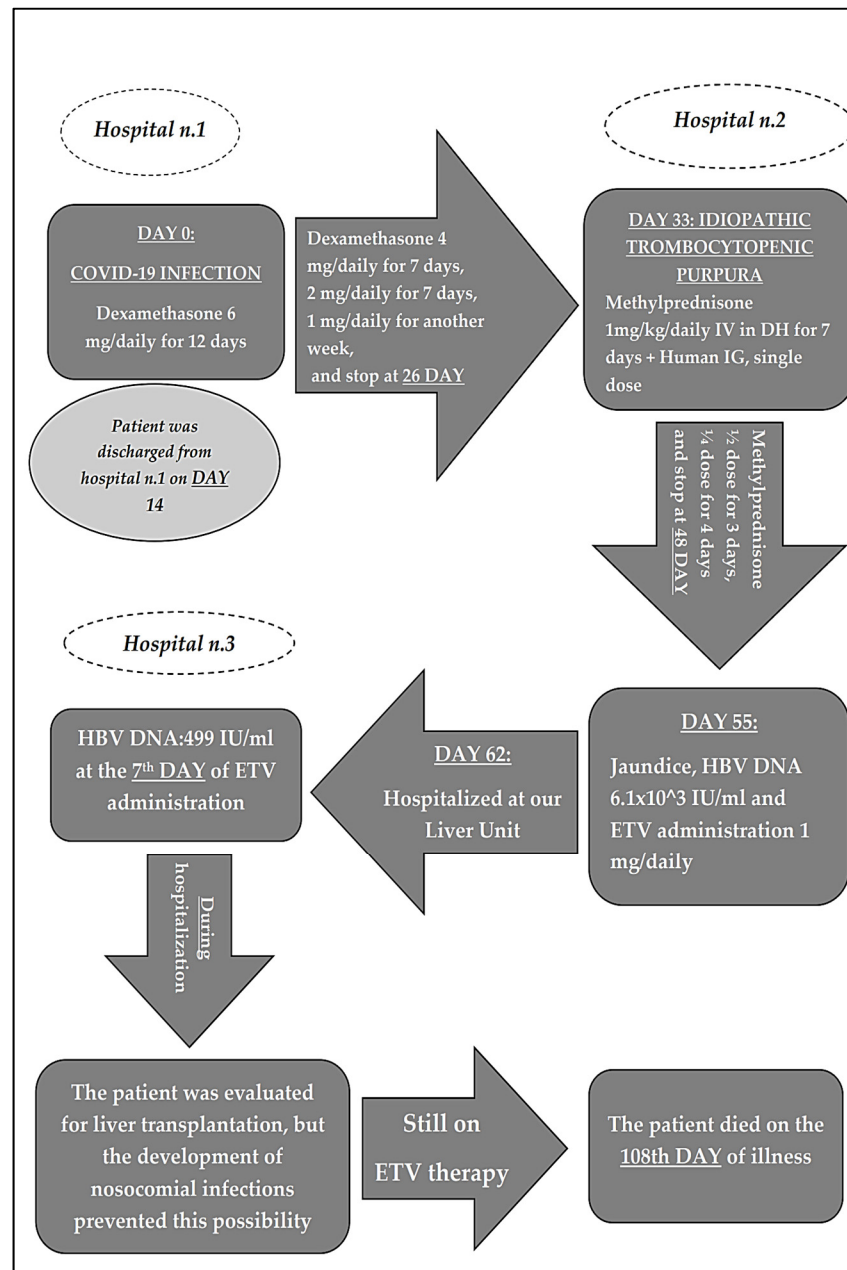 Hospital n.1
DAY 0:
COVID-19 INFECTION
Dexamethasone 6
mg/daily for 12 days
Patient was
discharged from
hospital n.1 on DAY
14
Dexamethasone 4
mg/daily for 7 days,
2 mg/daily for 7 days,
1 mg/daily for another
week,
and stop at 26 DAY
Hospital n.2
DAY 33: IDIOPATHIC
TROMBOCYTOPENIC
PURPURA
Methylprednisone
1mg/kg/daily IV in DH for 7
days + Human IG, single
dose
Methylprednisone
½ dose for 3 days,
¼ dose for 4 days
and stop at 48 DAY
DAY 55:
Jaundice, HBV DNA
6.1x10^3 IU/ml and
ETV administration 1
mg/daily
DAY 62:
Hospitalized at our
Liver Unit
Hospital n.3
HBV DNA:499 IU/ml
at the 7th DAY of ETV
administration
During
hospitalization
The patient was evaluated
for liver transplantation, but
the development of
nosocomial infections
prevented this possibility
Still on
ETV therapy
The patient died on the
108th DAY of illness